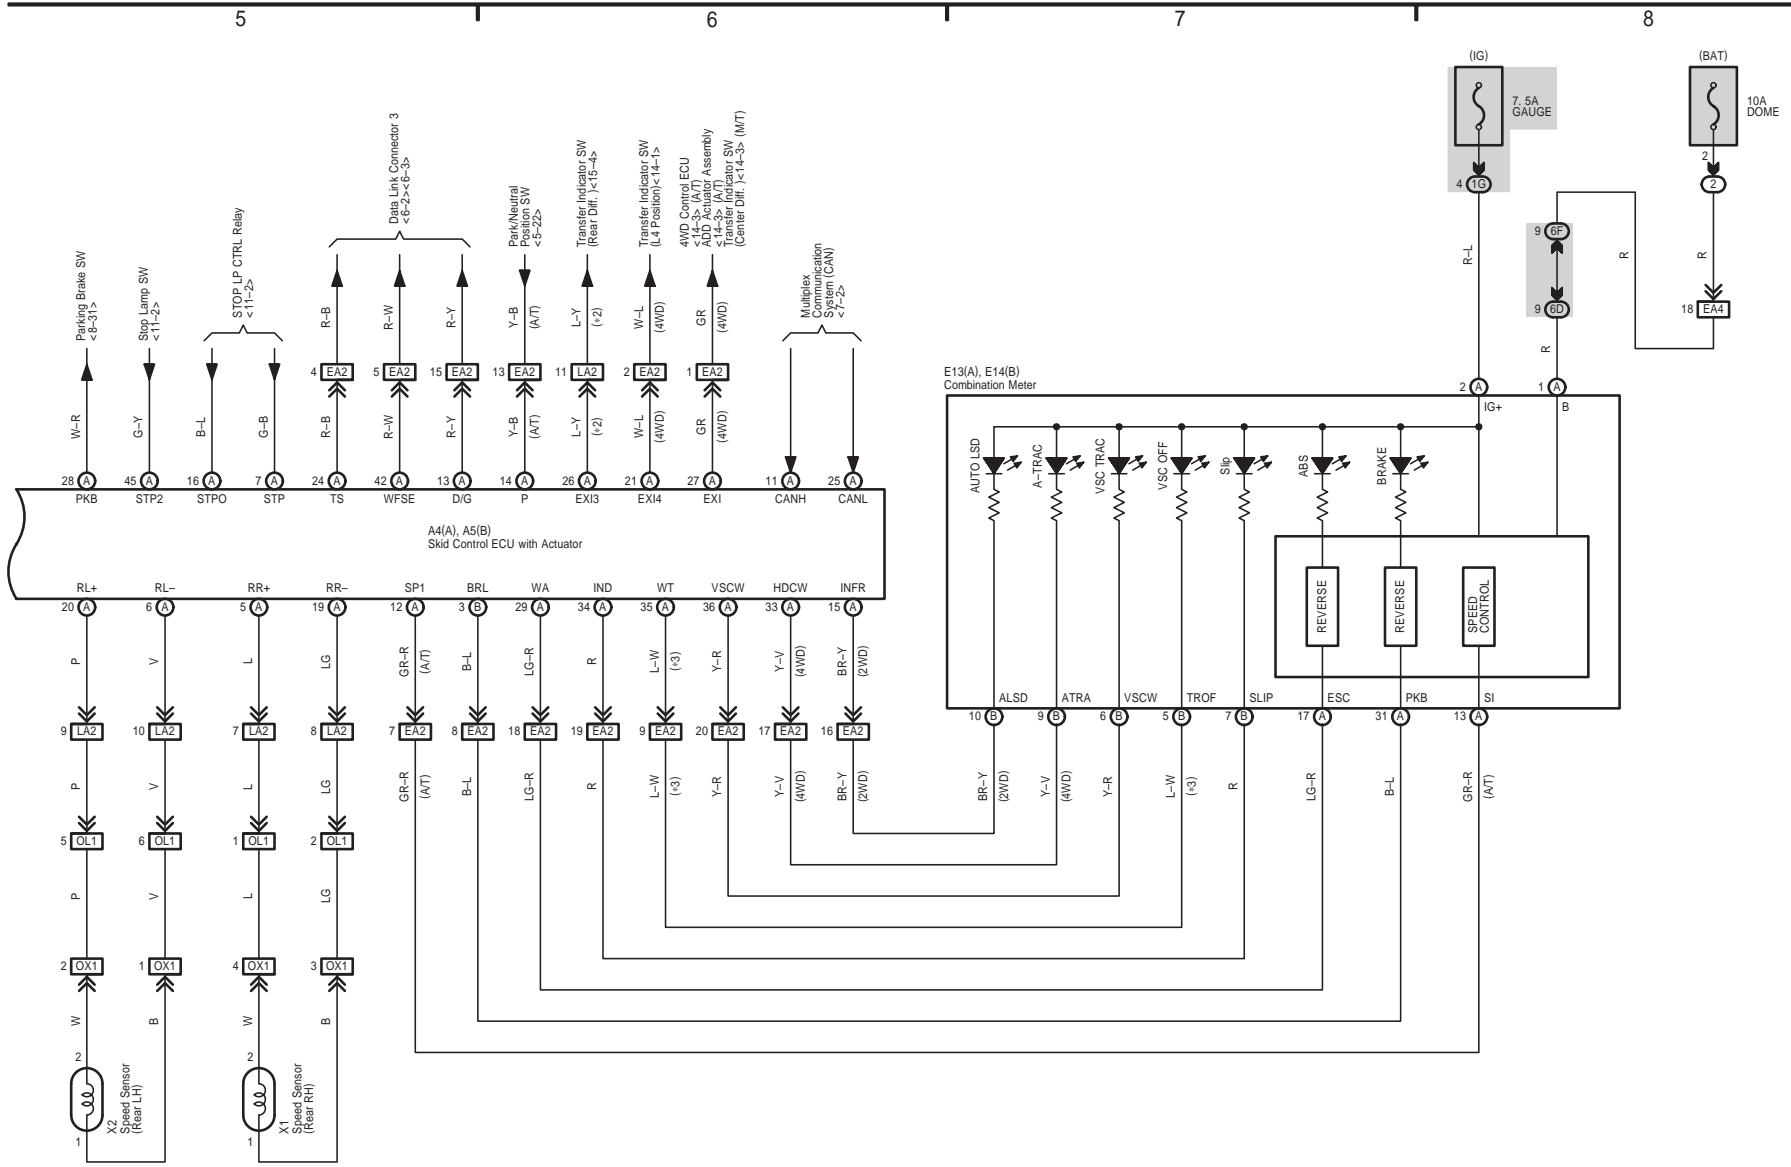 5 6 7 8
(IG)
7. 5A
GAUGE
4 1G
(BAT)
10A
DOME
2
2
9 6F
9 6D
R–L
R
R
R
18 EA4
Parking Brake SW
<8–31>
Stop Lamp SW
<11–2>
STOP LP CTRL Relay
<11–2>
Data Link Connector 3
<6–2><6–3>
Park/Neutral
Position SW
<5–22>
Transfer Indicator SW
(Rear Diff. )<15–4>
Transfer Indicator SW
(L4 Position)<14–1>
4WD Control ECU
<14–3> (A/T)
ADD Actuator Assembly
<14–3> (A/T)
Transfer Indicator SW
(Center Diff. )<14–3> (M/T)
Multiplex
Communication
System (CAN)
<7–2>
R–B R–W R–Y Y–B (A/T) L–Y (*2) W–L (4WD) GR (4WD)
4 EA2 5 EA2 15 EA2 13 EA2 11 LA2 2 EA2 1 EA2
W–R G–Y B–L G–B R–B R–W R–Y Y–B (A/T) L–Y (*2) W–L (4WD) GR (4WD)
28 A 45 A 16 A 7 A 24 A 42 A 13 A 14 A 26 A 21 A 27 A 11 A 25 A
PKB STP2 STPO STP TS WFSE D/G P EXI3 EXI4 EXI CANH CANL
A4(A), A5(B)
Skid Control ECU with Actuator
RL+ RL– RR+ RR– SP1 BRL WA IND WT VSCW HDCW INFR
20 A 6 A 5 A 19 A 12 A 3 B 29 A 34 A 35 A 36 A 33 A 15 A
P V L LG GR–R (A/T) B–L LG–R R L–W (*3) Y–R Y–V (4WD) BR–Y (2WD)
9 LA2 10 LA2 7 LA2 8 LA2 7 EA2 8 EA2 18 EA2 19 EA2 9 EA2 20 EA2 17 EA2 16 EA2
P V L LG GR–R (A/T) B–L LG–R R L–W (*3) Y–R Y–V (4WD) BR–Y (2WD)
5 OL1 6 OL1 1 OL1 2 OL1
P V L LG
2 OX1 1 OX1 4 OX1 3 OX1
W B W B
2 2
X2
Speed Sensor
(Rear LH)
X1
Speed Sensor
(Rear RH)
1 1
E13(A), E14(B)
Combination Meter
2 A 1 A
IG+ B
AUTO LSD A–TRAC VSC TRAC VSC OFF Slip ABS BRAKE
REVERSE REVERSE
SPEED
CONTROL
ALSD ATRA VSCW TROF SLIP ESC PKB SI
10 B 9 B 6 B 5 B 7 B 17 A 31 A 13 A
BR–Y (2WD) Y–V (4WD) Y–R L–W (*3) R LG–R B–L GR–R (A/T)